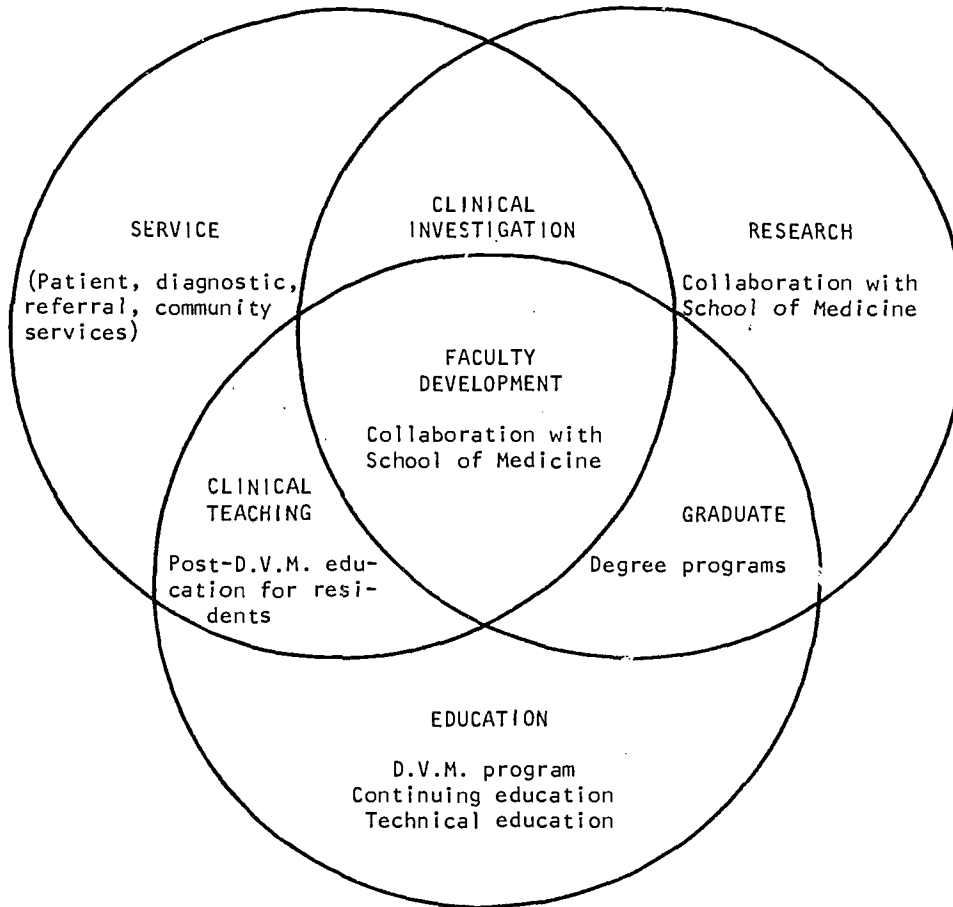 SERVICE
(Patient, diagnostic,
referral, community
services)
CLINICAL
INVESTIGATION
RESEARCH
Collaboration with
School of Medicine
FACULTY
DEVELOPMENT
Collaboration with
School of Medicine
CLINICAL
TEACHING
Post-D.V.M. edu-
cation for resi-
dents
GRADUATE
Degree programs
EDUCATION
D.V.M. program
Continuing education
Technical education